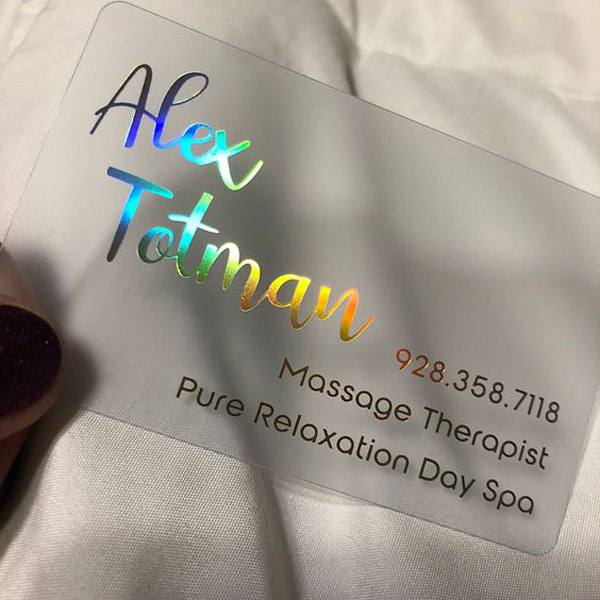 Alex
Totman
928.358.7118
Massage Therapist
Pure Relaxation Day Spa